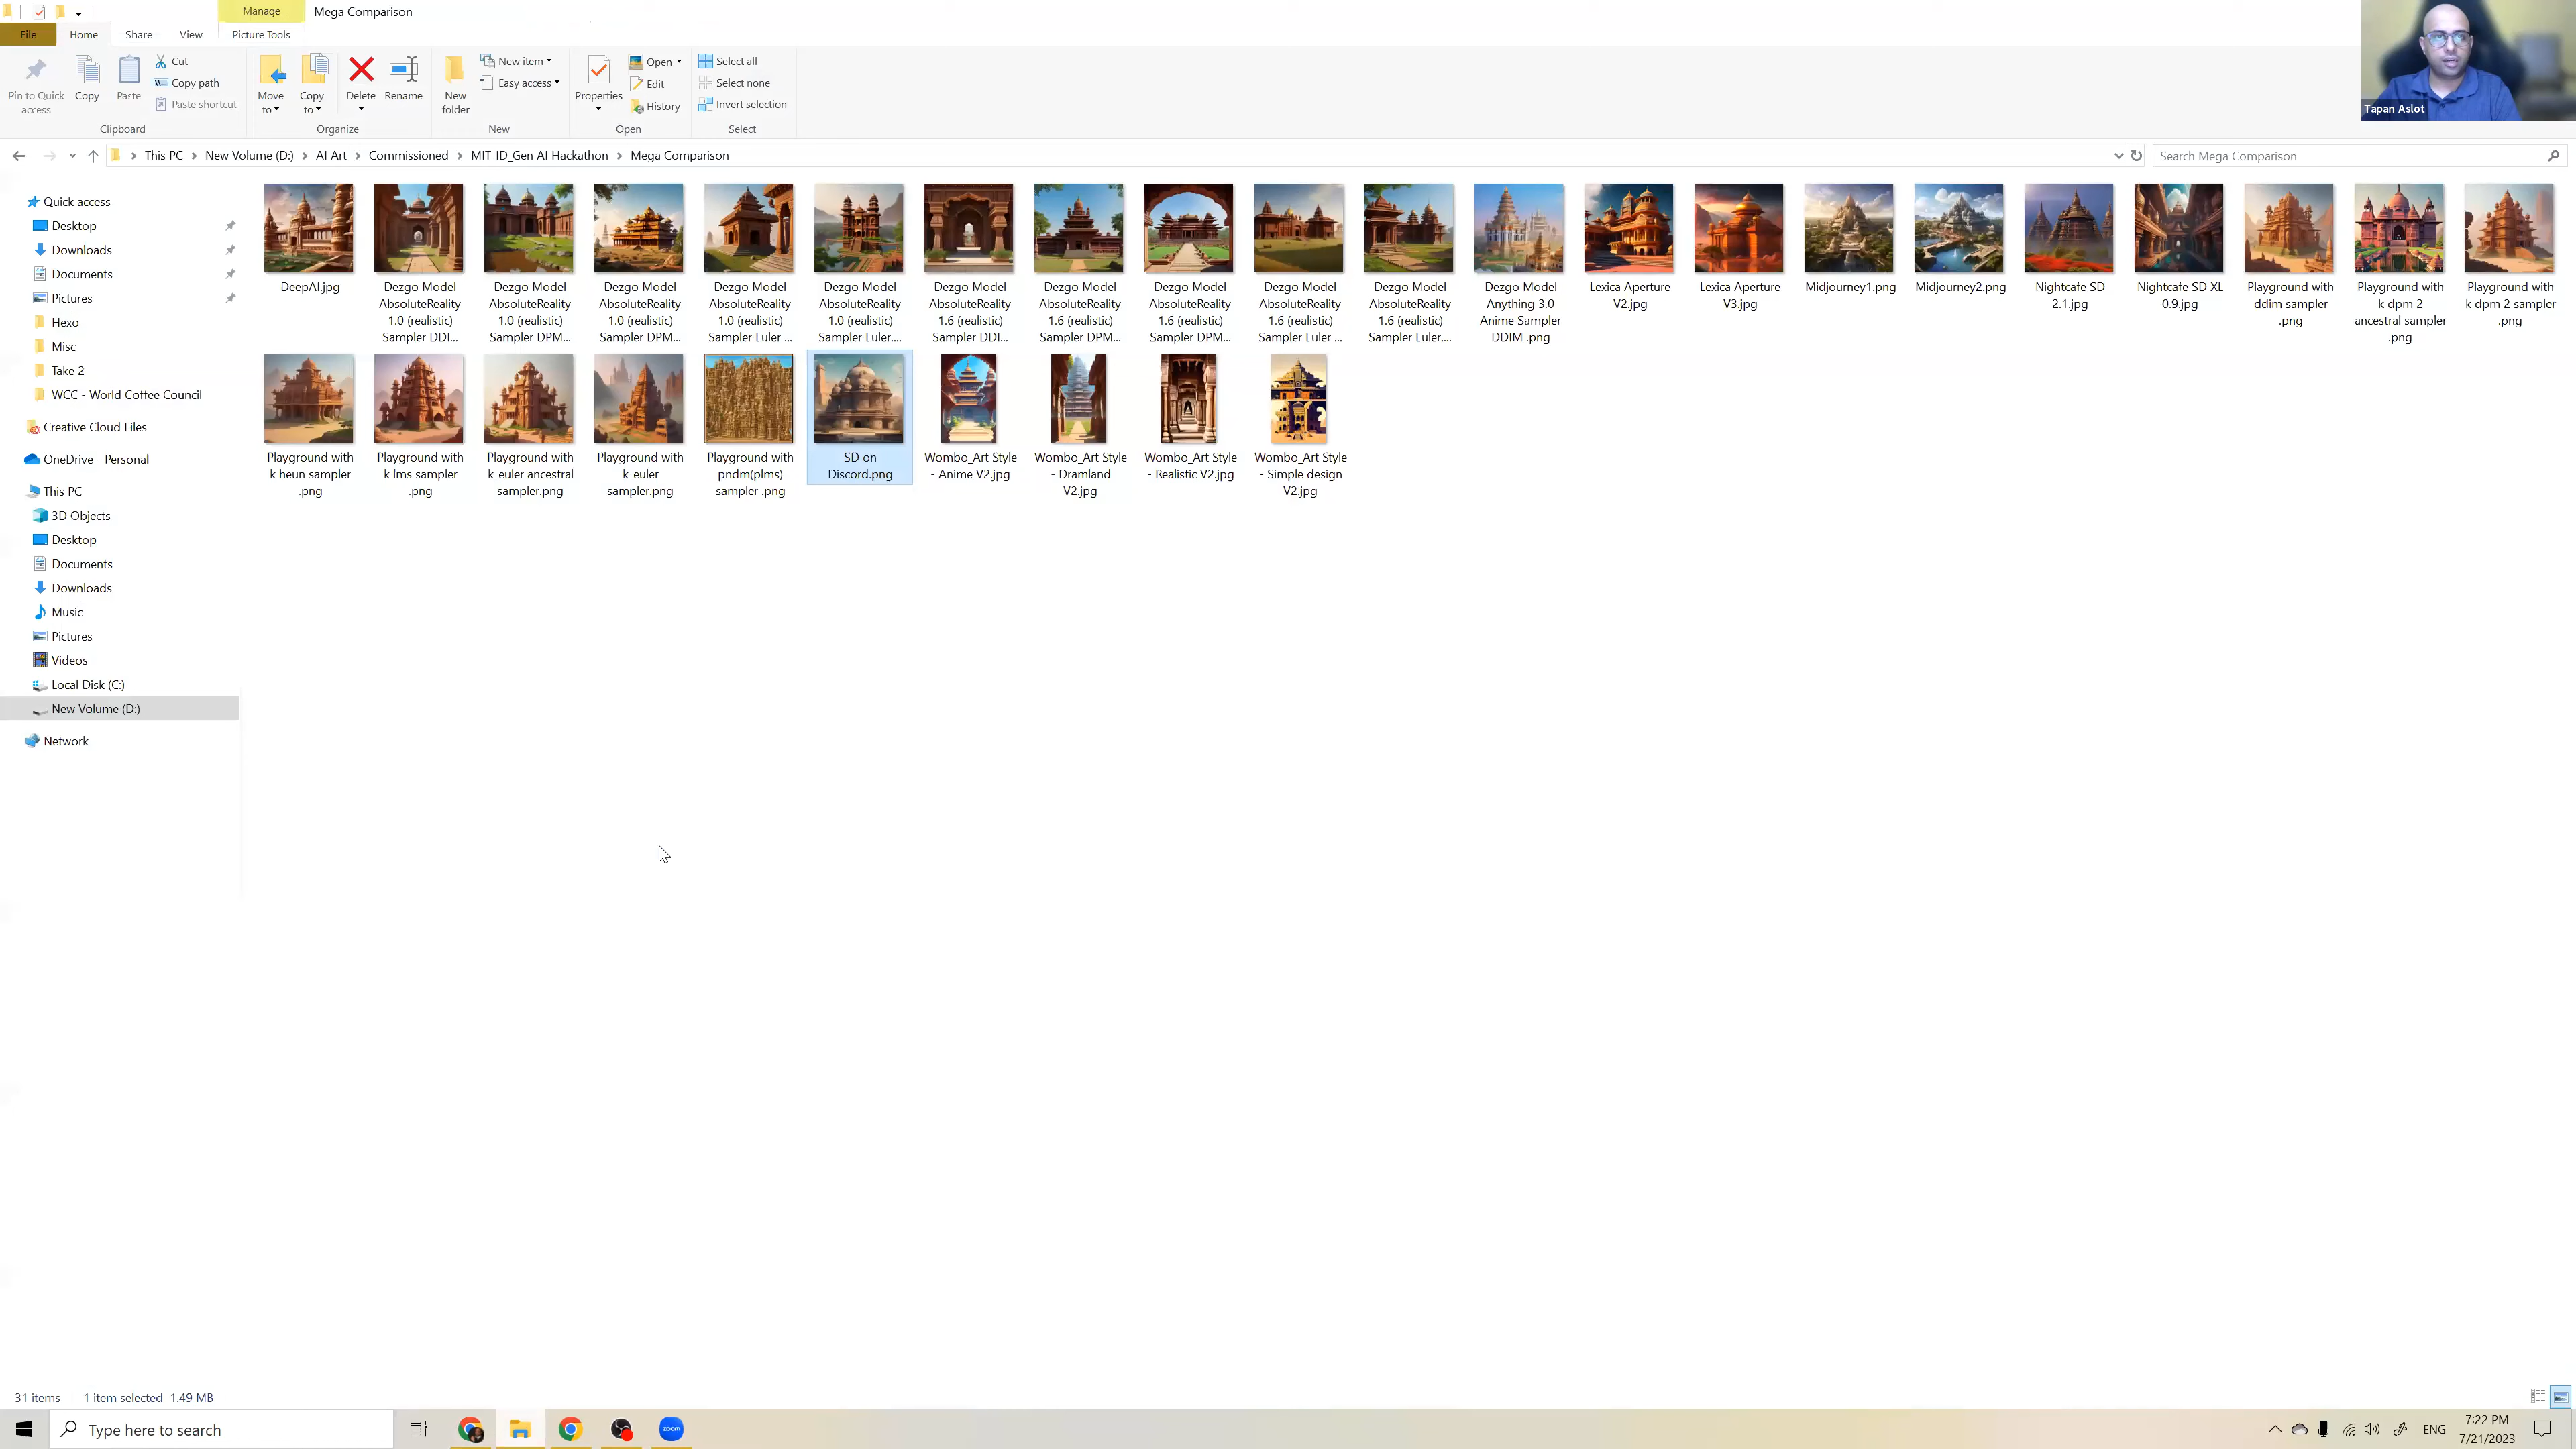 Manage
Mega Comparison
File
Home
Share
View
Picture Tools
Pin to Quick
access
Copy
Paste
Cut
Copy path
Paste shortcut
Clipboard
Move
to
Copy
to
Delete
Rename
Organize
New
folder
New item
Easy access
New
Properties
Open
Edit
History
Open
Select all
Select none
Invert selection
Select
Tapan Aslot
This PC
New Volume (D:)
AI Art
Commissioned
MIT-ID_Gen AI Hackathon
Mega Comparison
Search Mega Comparison
Quick access
Desktop
Downloads
Documents
Pictures
Hexo
Misc
Take 2
WCC - World Coffee Council
Creative Cloud Files
OneDrive - Personal
This PC
3D Objects
Desktop
Documents
Downloads
Music
Pictures
Videos
Local Disk (C:)
New Volume (D:)
Network
DeepAI.jpg
Dezgo Model
AbsoluteReality
1.0 (realistic)
Sampler DDI...
Dezgo Model
AbsoluteReality
1.0 (realistic)
Sampler DPM...
Dezgo Model
AbsoluteReality
1.0 (realistic)
Sampler DPM...
Dezgo Model
AbsoluteReality
1.0 (realistic)
Sampler Euler ...
Dezgo Model
AbsoluteReality
1.0 (realistic)
Sampler Euler....
Dezgo Model
AbsoluteReality
1.6 (realistic)
Sampler DDI...
Dezgo Model
AbsoluteReality
1.6 (realistic)
Sampler DPM...
Dezgo Model
AbsoluteReality
1.6 (realistic)
Sampler DPM...
Dezgo Model
AbsoluteReality
1.6 (realistic)
Sampler Euler ...
Dezgo Model
AbsoluteReality
1.6 (realistic)
Sampler Euler....
Dezgo Model
Anything 3.0
Anime Sampler
DDIM .png
Lexica Aperture
V2.jpg
Lexica Aperture
V3.jpg
Midjourney1.png
Midjourney2.png
Nightcafe SD
2.1.jpg
Nightcafe SD XL
0.9.jpg
Playground with
ddim sampler
.png
Playground with
k dpm 2
ancestral sampler
.png
Playground with
k dpm 2 sampler
.png
Playground with
k heun sampler
.png
Playground with
k lms sampler
.png
Playground with
k_euler ancestral
sampler.png
Playground with
k_euler
sampler.png
Playground with
pndm(plms)
sampler .png
SD on
Discord.png
Wombo_Art Style
- Anime V2.jpg
Wombo_Art Style
- Dramland
V2.jpg
Wombo_Art Style
- Realistic V2.jpg
Wombo_Art Style
- Simple design
V2.jpg
31 items
1 item selected 1.49 MB
Type here to search
zoom
ENG
7:22 PM
7/21/2023